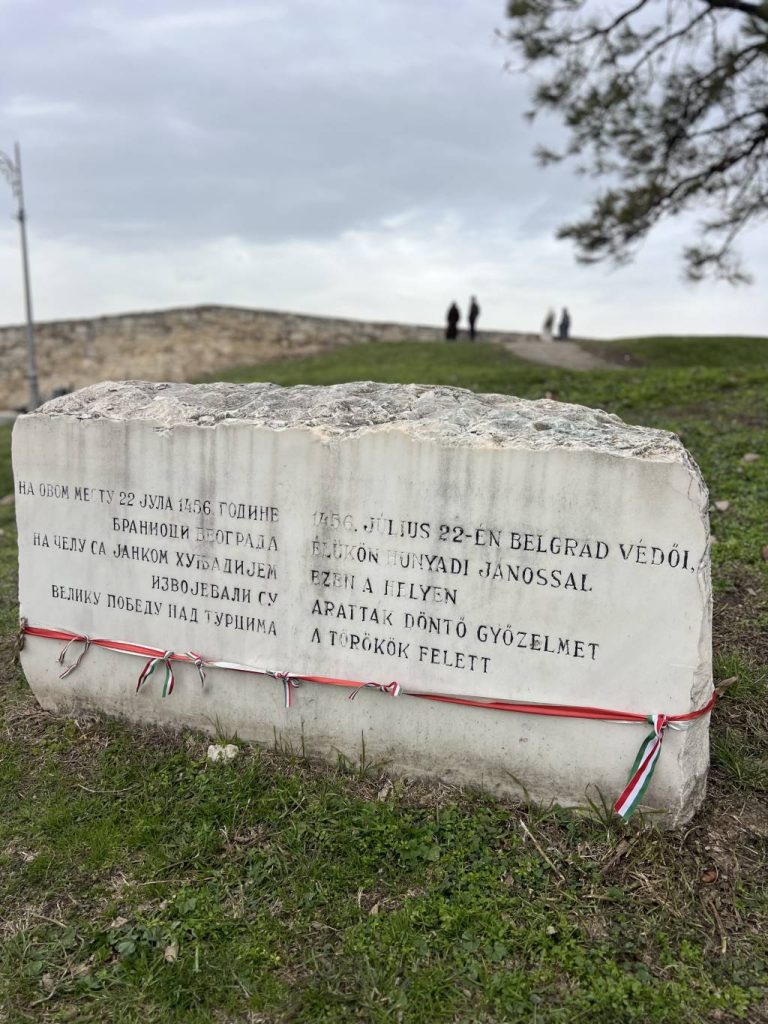 НА ОВОМ МЕСТУ 22 ЈУЛА 1456. ГОДИНЕ
БРАНИОЦИ БЕОГРАДА
НА ЧЕЛУ СА ЈАНКОМ ХУЊАДИЈЕМ
ИЗВОЈЕВАЛИ СУ
ВЕЛИКУ ПОБЕДУ НАД ТУРЦИМА
1456. JÚLIUS 22-ÉN BELGRÁD VÉDŐI,
ÉLÜKÖN HUNYADI JÁNOSSAL
EZEN A HELYEN
ARATTAK DÖNTŐ GYŐZELMET
A TÖRÖKÖK FELETT